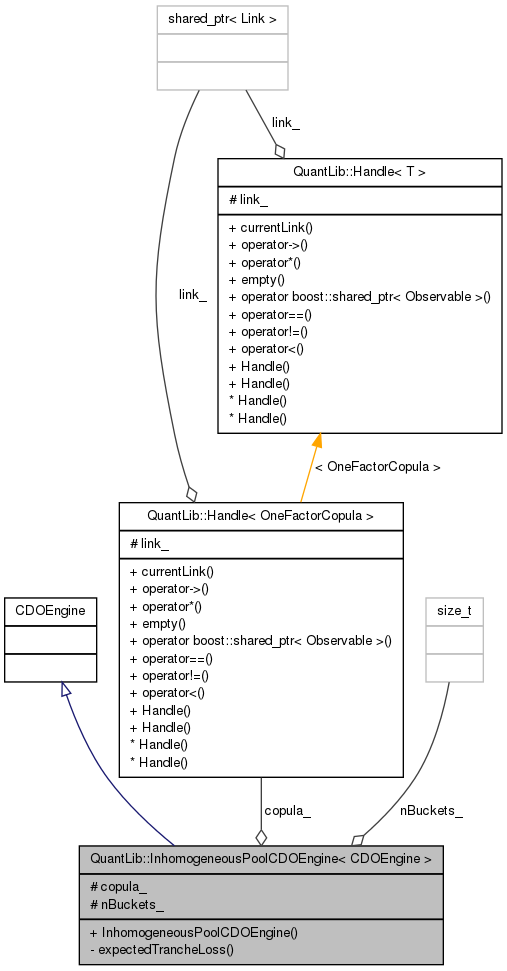 shared_ptr< Link >
link_
QuantLib::Handle< T >
# link_
+ currentLink()
+ operator->()
+ operator*()
+ empty()
+ operator boost::shared_ptr< Observable >()
+ operator==()
+ operator!=()
+ operator<()
+ Handle()
+ Handle()
* Handle()
* Handle()
link_
< OneFactorCopula >
QuantLib::Handle< OneFactorCopula >
# link_
+ currentLink()
+ operator->()
+ operator*()
+ empty()
+ operator boost::shared_ptr< Observable >()
+ operator==()
+ operator!=()
+ operator<()
+ Handle()
+ Handle()
* Handle()
* Handle()
CDOEngine
size_t
copula_
nBuckets_
QuantLib::InhomogeneousPoolCDOEngine< CDOEngine >
# copula_
# nBuckets_
+ InhomogeneousPoolCDOEngine()
- expectedTrancheLoss()